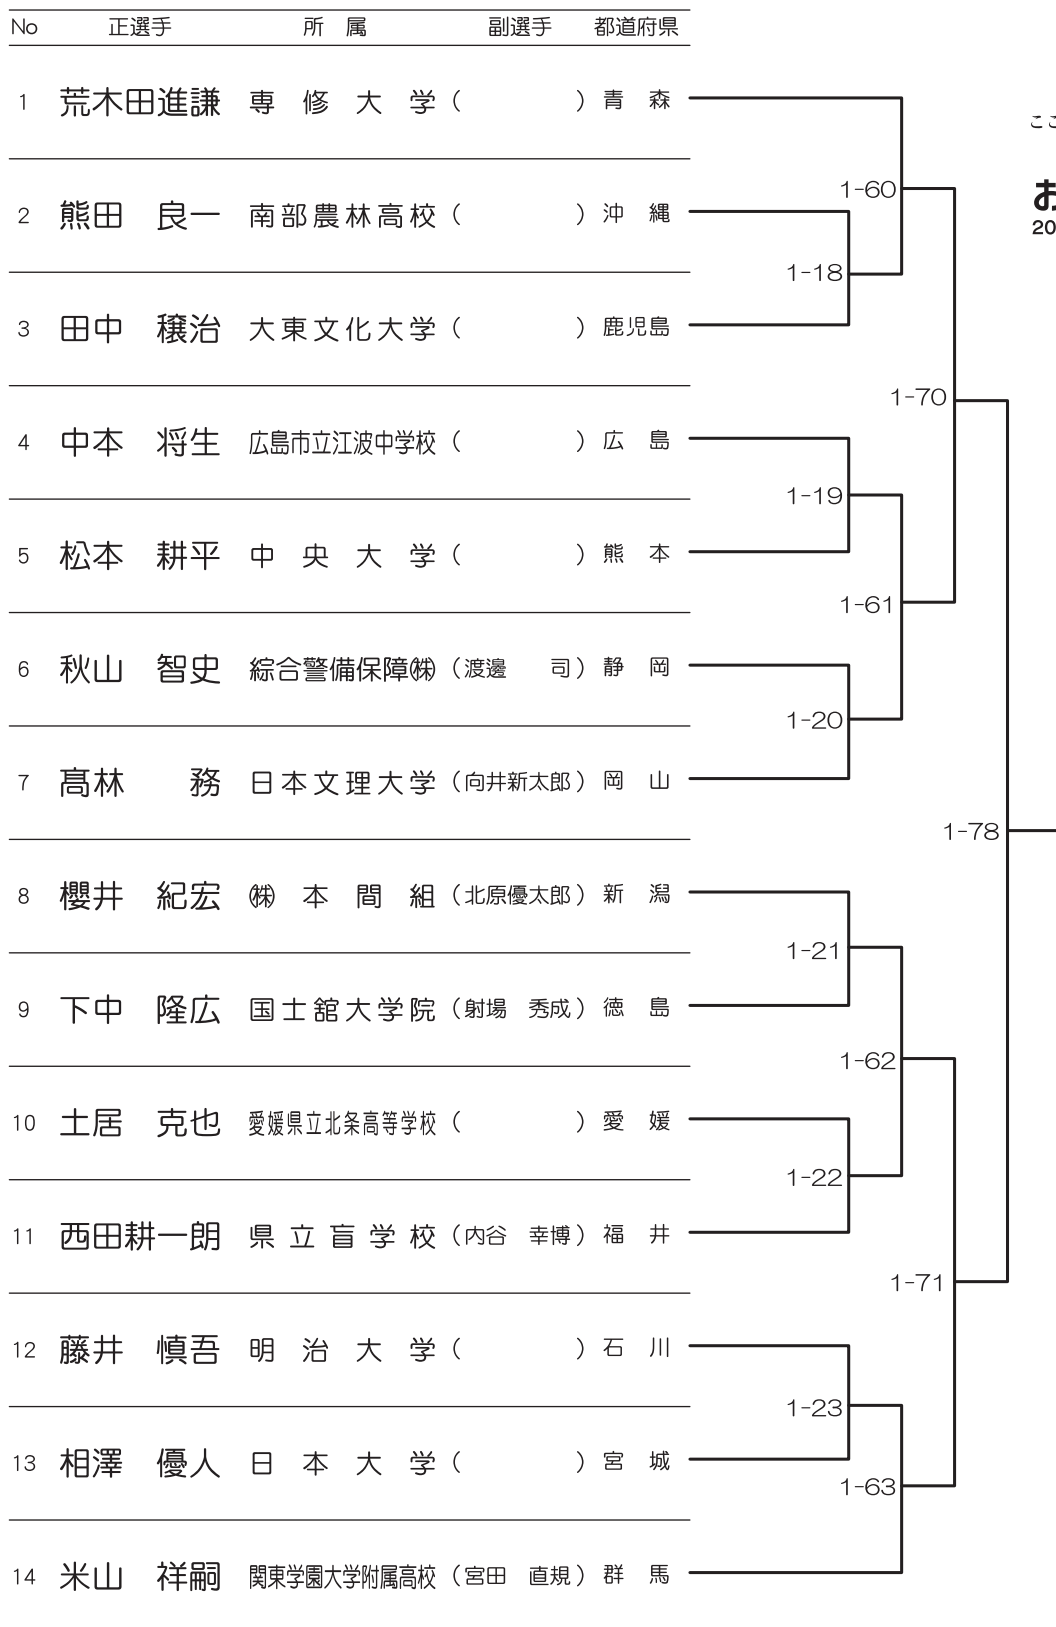 No 正選手 所属 副選手 都道府県
1 荒木田進謙 専修大学 ( ) 青森
ここ
1-60
お
2 熊田 良一 南部農林高校 ( ) 沖縄
20
1-18
3 田中 穣治 大東文化大学 ( ) 鹿児島
1-70
4 中本 将生 広島市立江波中学校 ( ) 広島
1-19
5 松本 耕平 中央大学 ( ) 熊本
1-61
6 秋山 智史 綜合警備保障㈱ (渡邊 司) 静岡
1-20
7 髙林 務 日本文理大学 (向井新太郎) 岡山
1-78
8 櫻井 紀宏 ㈱本間組 (北原優太郎) 新潟
1-21
9 下中 隆広 国士舘大学院 (射場 秀成) 徳島
1-62
10 土居 克也 愛媛県立北条高等学校 ( ) 愛媛
1-22
11 西田耕一朗 県立盲学校 (内谷 幸博) 福井
1-71
12 藤井 慎吾 明治大学 ( ) 石川
1-23
13 相澤 優人 日本大学 ( ) 宮城
1-63
14 米山 祥嗣 関東学園大学附属高校 (宮田 直規) 群馬